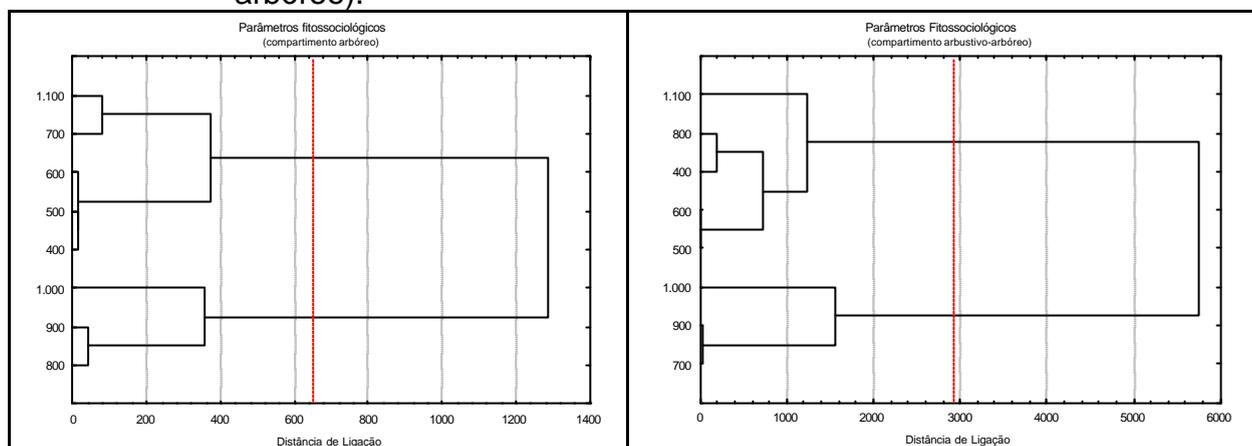 arbóreo).
Parâmetros fitossociológicos
(compartimento arbóreo)
1.100
700
600
500
400
1.000
900
800
0 200 400 600 800 1000 1200 1400
Distância de Ligação
Parâmetros Fitossociológicos
(compartimento arbustivo-arbóreo)
1.100
800
400
600
500
1.000
900
700
0 1000 2000 3000 4000 5000 6000
Distância de Ligação